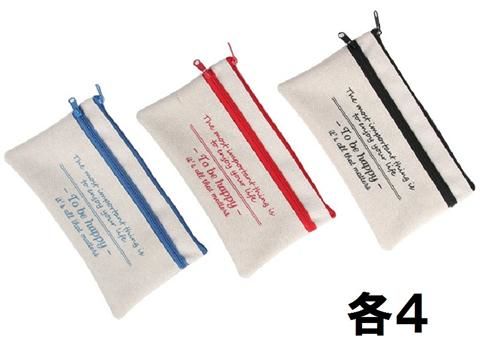 The most important thing is
to enjoy your life
- To be happy -
it's all that matters
The most important thing is
to enjoy your life
- To be happy -
it's all that matters
The most important thing is
to enjoy your life
- To be happy -
it's all that matters
各4